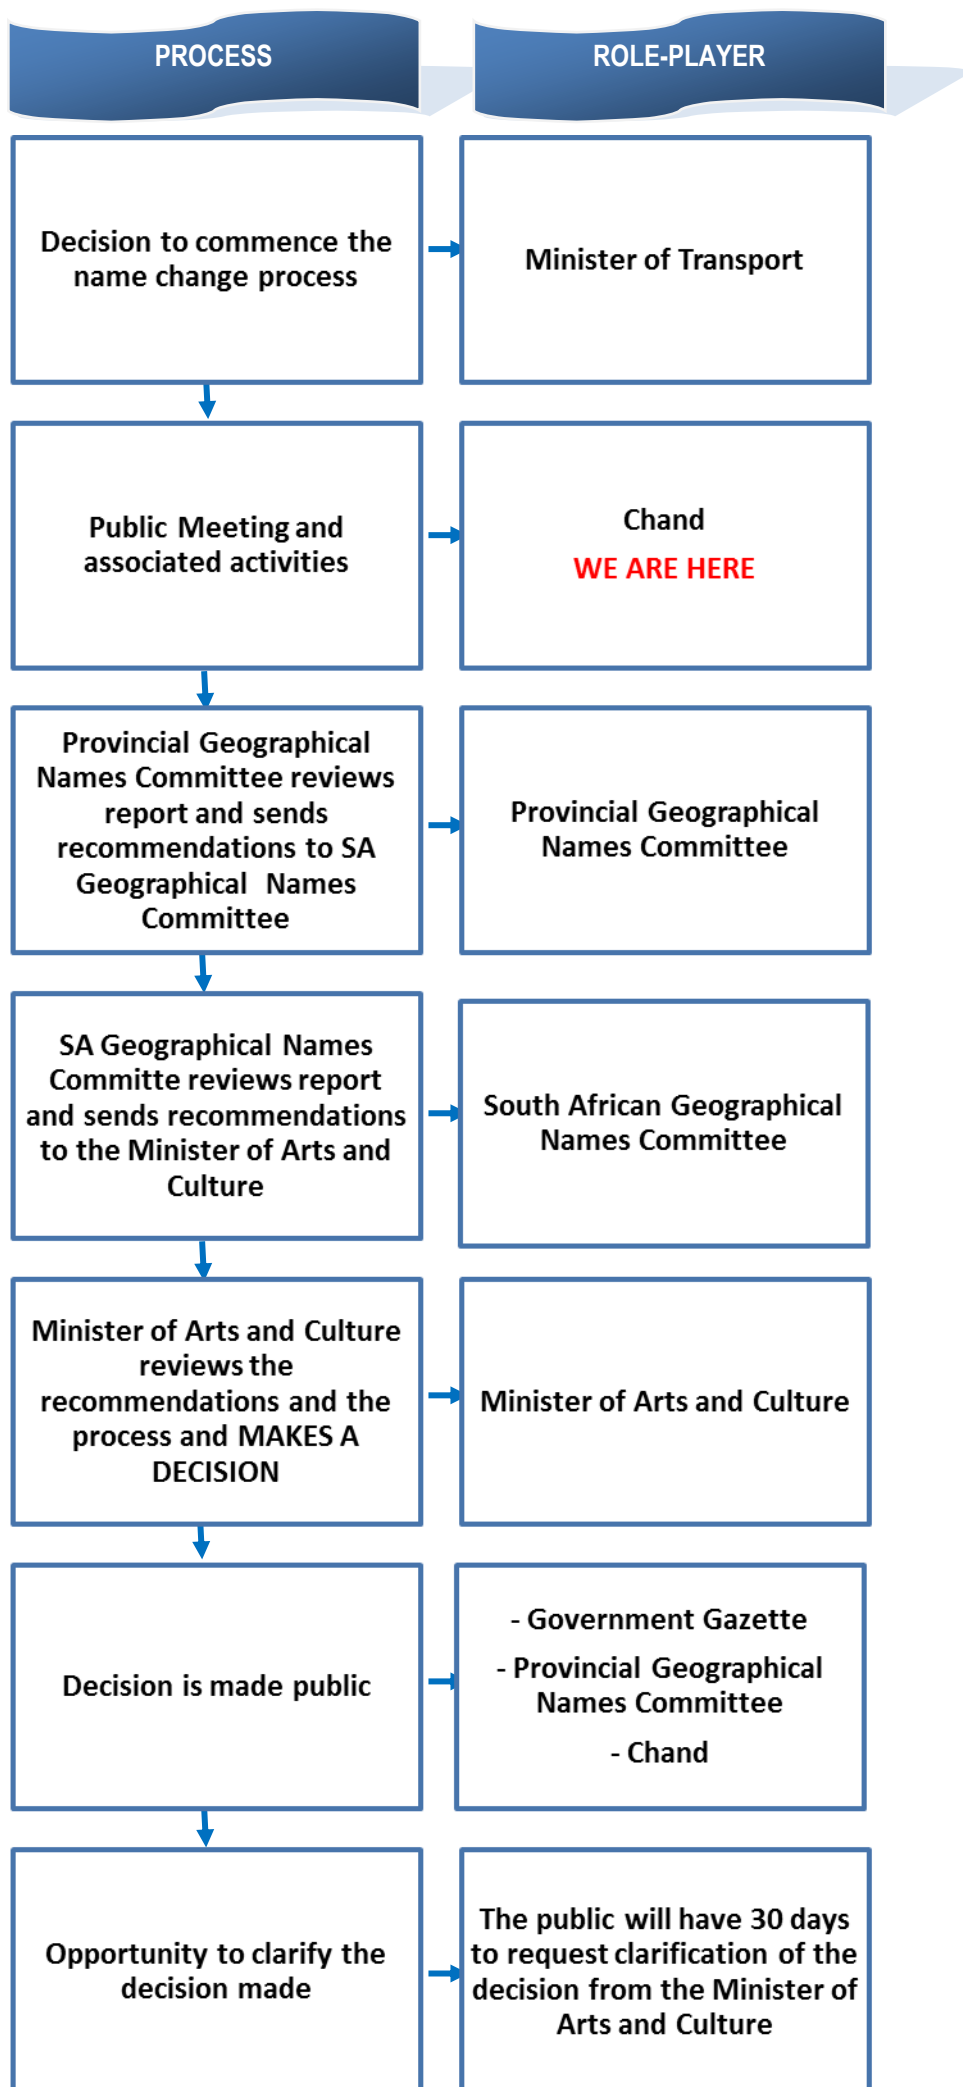 PROCESS
ROLE-PLAYER
Decision to commence the
name change process
Minister of Transport
Public Meeting and
associated activities
Chand
WE ARE HERE
Provincial Geographical
Names Committee reviews
report and sends
recommendations to SA
Geographical Names
Committee
Provincial Geographical
Names Committee
SA Geographical Names
Committe reviews report
and sends recommendations
to the Minister of Arts and
Culture
South African Geographical
Names Committee
Minister of Arts and Culture
reviews the
recommendations and the
process and MAKES A
DECISION
Minister of Arts and Culture
Decision is made public
- Government Gazette
- Provincial Geographical
Names Committee
- Chand
Opportunity to clarify the
decision made
The public will have 30 days
to request clarification of the
decision from the Minister of
Arts and Culture